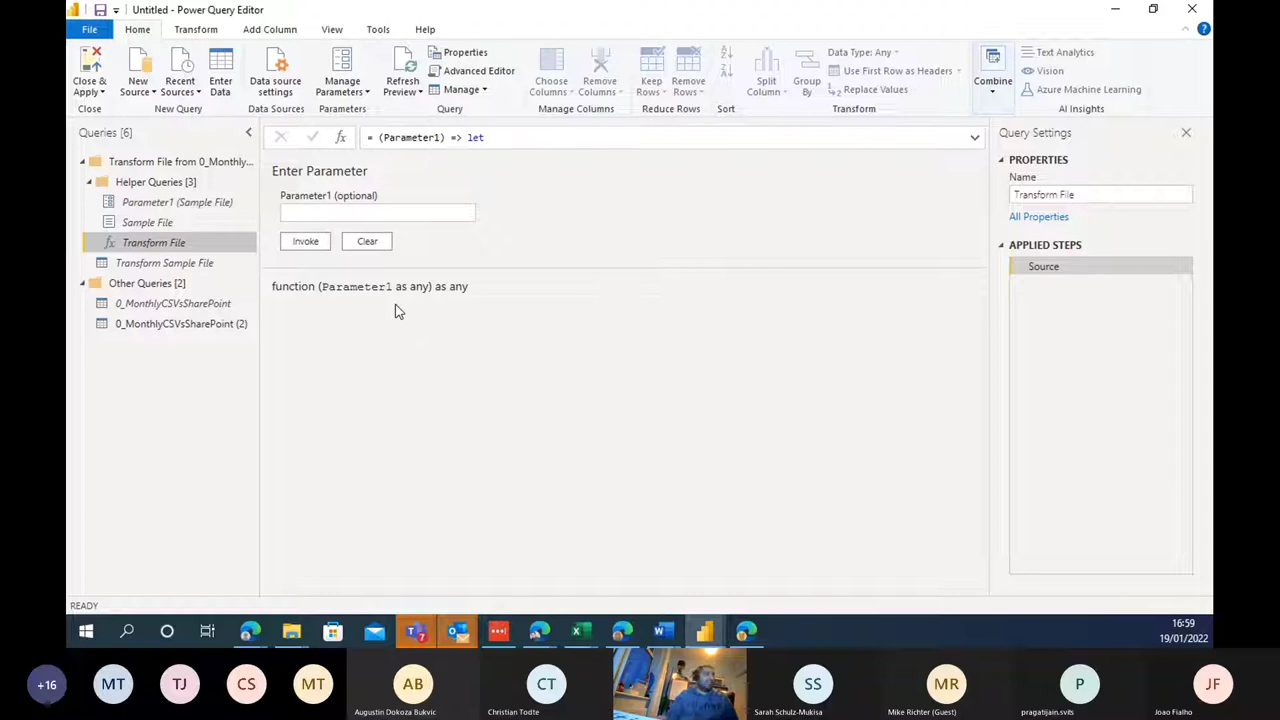 Untitled - Power Query Editor
File
Home
Transform
Add Column
View
Tools
Help
Close & Apply
New Source
Recent Sources
Enter Data
Data source settings
Manage Parameters
Refresh Preview
Properties
Advanced Editor
Manage
Choose Columns
Remove Columns
Keep Rows
Remove Rows
Split Column
Group By
Data Type: Any
Use First Row as Headers
Replace Values
Combine
Text Analytics
Vision
Azure Machine Learning
Close
New Query
Data Sources
Parameters
Query
Manage Columns
Reduce Rows
Sort
Transform
AI Insights
Queries [6]
Transform File from 0_Monthly...
Helper Queries [3]
Parameter1 (Sample File)
Sample File
fx Transform File
Transform Sample File
Other Queries [2]
0_MonthlyCSVsSharePoint
0_MonthlyCSVsSharePoint (2)
fx
= (Parameter1) => let
Enter Parameter
Parameter1 (optional)
Invoke
Clear
function (Parameter1 as any) as any
Query Settings
PROPERTIES
Name
Transform File
All Properties
APPLIED STEPS
Source
READY
7
16:59
19/01/2022
+16
MT
TJ
CS
MT
AB
CT
SS
MR
P
JF
Augustin Dokoza Bukvic
Christian Todte
Sarah Schulz-Mukisa
Mike Richter (Guest)
pragatijain.svits
Joao Fialho